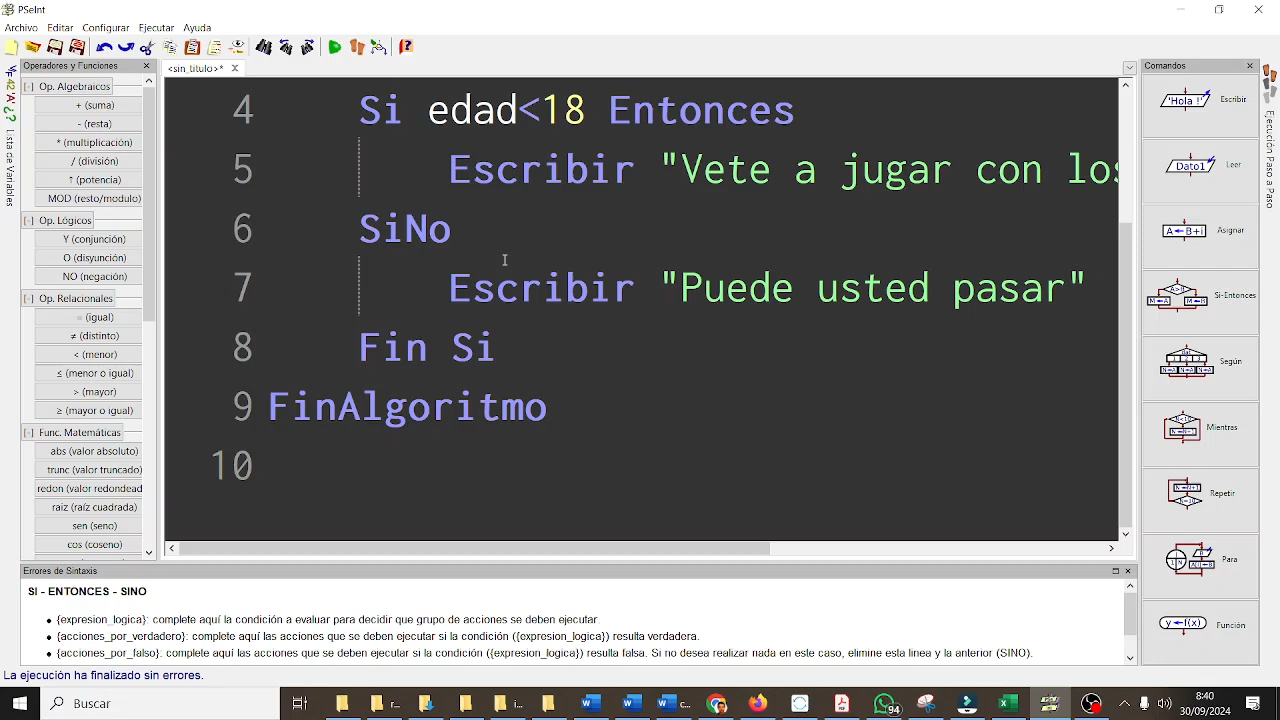 PSeInt
Archivo Editar Configurar Ejecutar Ayuda
Operadores y Funciones
Op. Algebraicos
+ (suma)
- (resta)
* (multiplicación)
/ (división)
↑ (potencia)
MOD (resto/modulo)
Op. Lógicos
Y (conjunción)
O (disyunción)
NO (negación)
Op. Relacionales
= (igual)
≠ (distinto)
< (menor)
≤ (menor o igual)
> (mayor)
≥ (mayor o igual)
Func. Matemáticas
abs (valor absoluto)
trunc (valor truncado)
redon (valor redondead
raiz (raíz cuadrada)
sen (seno)
cos (coseno)
Lista de Variables
<sin_titulo>*
4 Si edad<18 Entonces
5 Escribir "Vete a jugar con los
6 SiNo
7 Escribir "Puede usted pasar"
8 Fin Si
9 FinAlgoritmo
10
Comandos
'Hola !' Escribir
Dato1 Leer
A←B+i Asignar
Si-Entonces
Según
Mientras
Repetir
Para
y←f(x) Función
Ejecución Paso a Paso
Errores de Sintaxis
SI - ENTONCES - SINO
• {expresion_logica}: complete aquí la condición a evaluar para decidir que grupo de acciones se deben ejecutar.
• {acciones_por_verdadero}: complete aquí las acciones que se deben ejecutar si la condición ({expresion_logica}) resulta verdadera.
• {acciones_por_falso}: complete aquí las acciones que se deben ejecutar si la condición ({expresion_logica}) resulta falsa. Si no desea realizar nada en este caso, elimine esta linea y la anterior (SINO).
La ejecución ha finalizado sin errores.
Buscar
94
8:40
30/09/2024